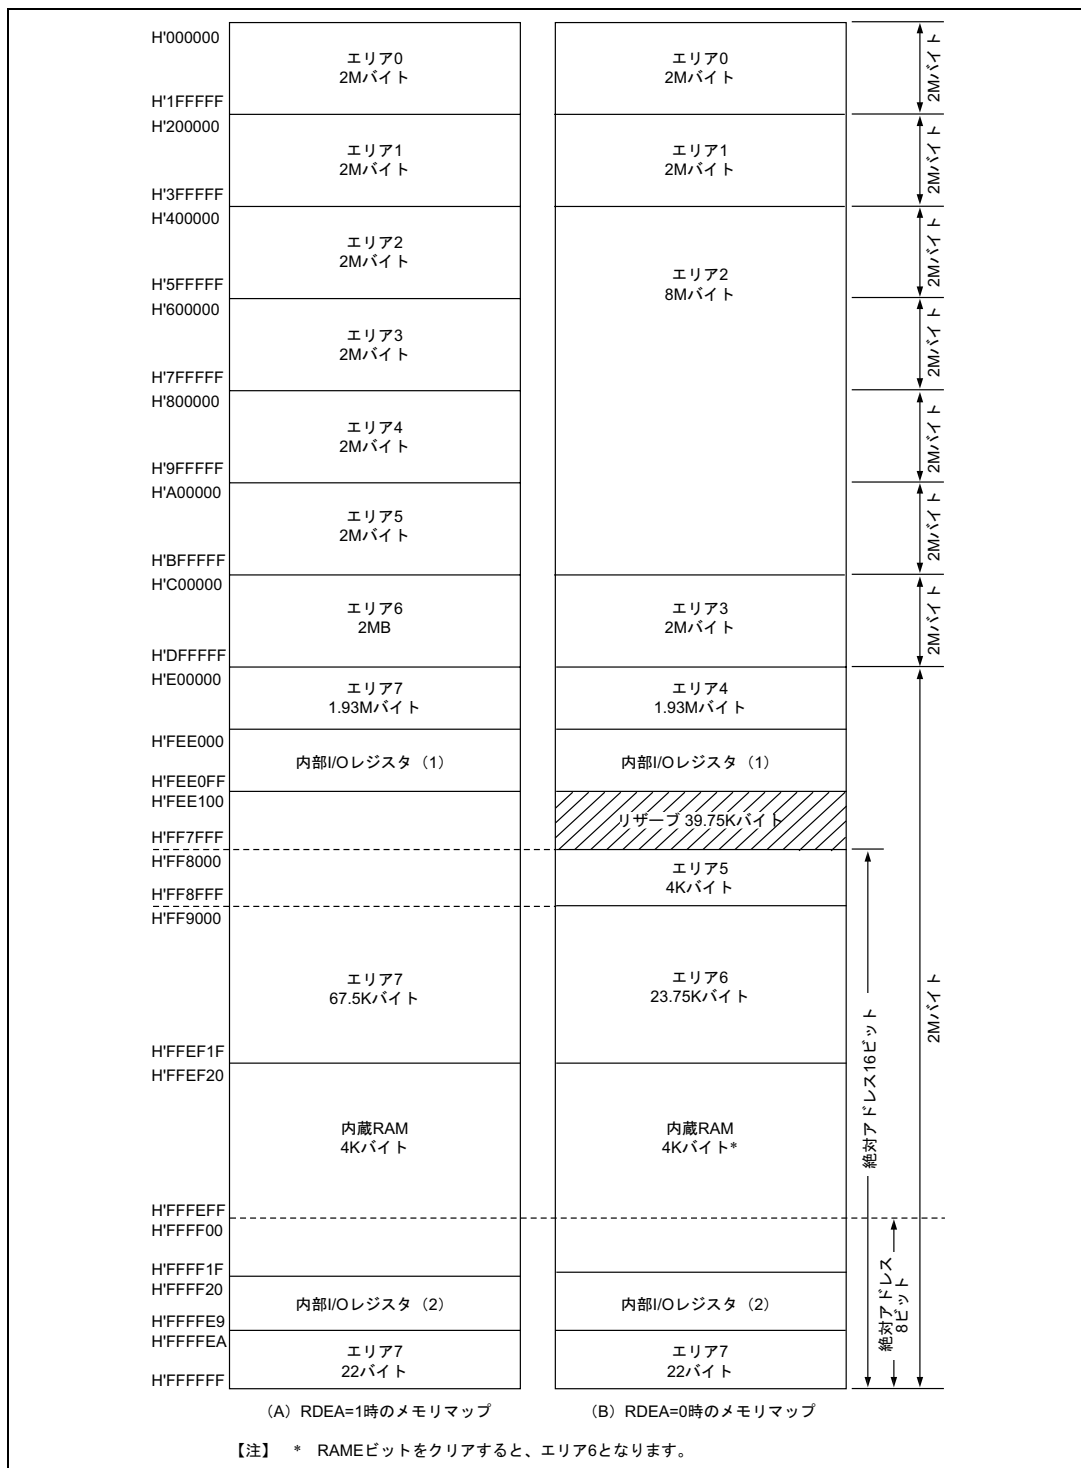 H'000000
H'1FFFFF
H'200000
H'3FFFFF
H'400000
H'5FFFFF
H'600000
H'7FFFFF
H'800000
H'9FFFFF
H'A00000
H'BFFFFF
H'C00000
H'DFFFFF
H'E00000
H'FEE000
H'FEE0FF
H'FEE100
H'FF7FFF
H'FF8000
H'FF8FFF
H'FF9000
H'FFEF1F
H'FFEF20
H'FFFEFF
H'FFFF00
H'FFFF1F
H'FFFF20
H'FFFFE9
H'FFFFEA
H'FFFFFF
エリア0
2Mバイト
エリア1
2Mバイト
エリア2
2Mバイト
エリア3
2Mバイト
エリア4
2Mバイト
エリア5
2Mバイト
エリア6
2MB
エリア7
1.93Mバイト
内部I/Oレジスタ（1）
エリア7
67.5Kバイト
内蔵RAM
4Kバイト
内部I/Oレジスタ（2）
エリア7
22バイト
（A）RDEA=1時のメモリマップ
エリア0
2Mバイト
エリア1
2Mバイト
エリア2
8Mバイト
エリア3
2Mバイト
エリア4
1.93Mバイト
内部I/Oレジスタ（1）
リザーブ 39.75Kバイト
エリア5
4Kバイト
エリア6
23.75Kバイト
内蔵RAM
4Kバイト*
内部I/Oレジスタ（2）
エリア7
22バイト
（B）RDEA=0時のメモリマップ
2Mバイト
2Mバイト
2Mバイト
2Mバイト
2Mバイト
2Mバイト
2Mバイト
2Mバイト
絶対アドレス16ビット
絶対アドレス
8ビット
【注】 * RAMEビットをクリアすると、エリア6となります。